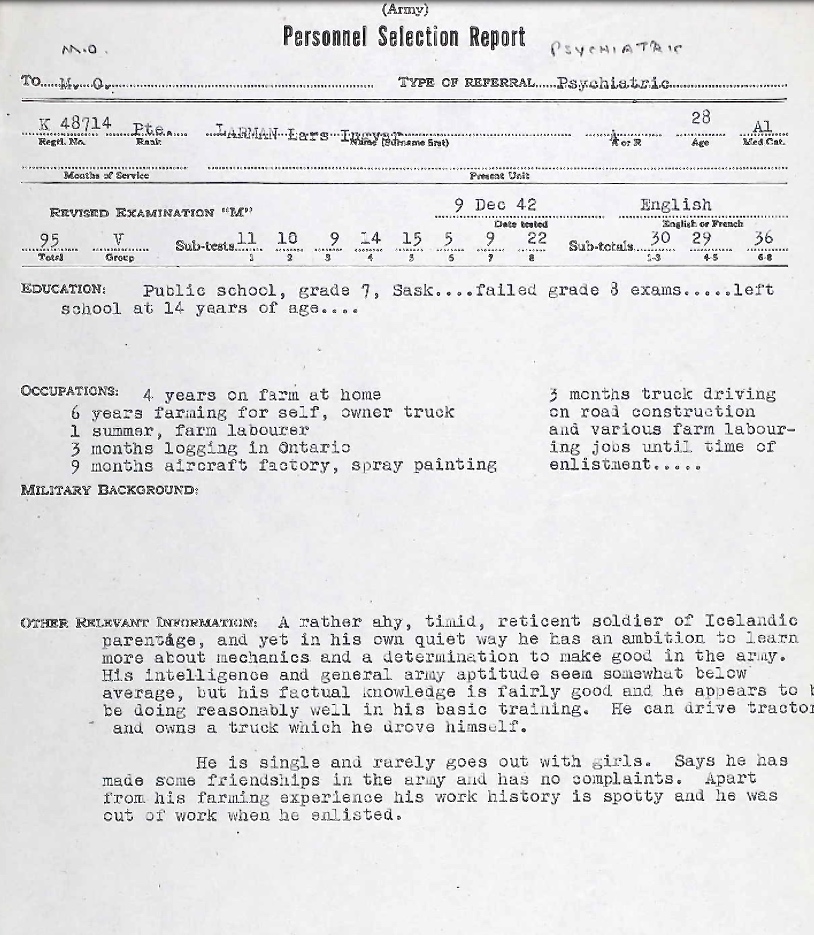 (Army)
Personnel Selection Report
M.O. PSYCHIATRIC
TO....M. O. TYPE OF REFERRAL.....Psychiatric
K 48714 Pte. LARMAN Lars Ingvar A 28 A1
Regtl. No. Rank Name (Surname first) A or R Age Med Cat.
Months of Service Present Unit
REVISED EXAMINATION "M" 9 Dec 42 English
Date tested English or French
95 V Sub-tests 11 10 9 14 15 5 9 22 Sub-totals 30 29 36
Total Group 1 2 3 4 5 6 7 8 1-3 4-5 6-8
EDUCATION: Public school, grade 7, Sask....failed grade 8 exams.....left
school at 14 years of age....
OCCUPATIONS: 4 years on farm at home
6 years farming for self, owner truck
1 summer, farm labourer
3 months logging in Ontario
9 months aircraft factory, spray painting
3 months truck driving
on road construction
and various farm labour-
ing jobs until time of
enlistment.....
MILITARY BACKGROUND:
OTHER RELEVANT INFORMATION: A rather ahy, timid, reticent soldier of Icelandic
parentage, and yet in his own quiet way he has an ambition to learn
more about mechanics and a determination to make good in the army.
His intelligence and general army aptitude seem somewhat below
average, but his factual knowledge is fairly good and he appears to b
be doing reasonably well in his basic training. He can drive tractor
and owns a truck which he drove himself.
He is single and rarely goes out with girls. Says he has
made some friendships in the army and has no complaints. Apart
from his farming experience his work history is spotty and he was
out of work when he enlisted.